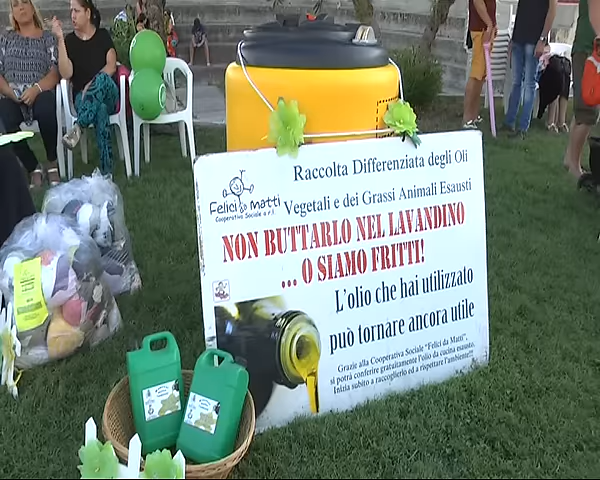 Raccolta Differenziata degli Oli
Vegetali e dei Grassi Animali Esausti
Felici da Matti
Cooperativa Sociale a r.l.
NON BUTTARLO NEL LAVANDINO
... O SIAMO FRITTI!
L'olio che hai utilizzato
può tornare ancora utile
Grazie alla Cooperativa Sociale "Felici da Matti"
si potrà conferire gratuitamente l'olio da cucina esausto.
Inizia subito a raccoglierlo ed a rispettare l'ambiente!!!